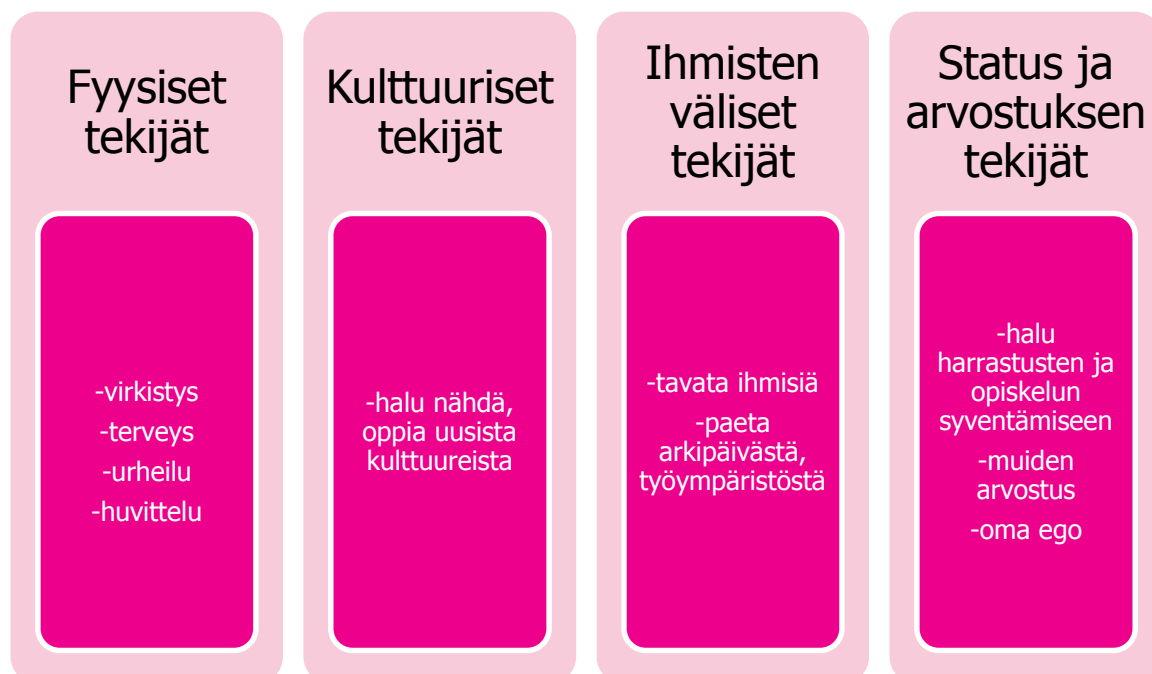 Fyysiset
tekijät
-virkistys
-terveys
-urheilu
-huvittelu
Kulttuuriset
tekijät
-halu nähdä,
oppia uusista
kulttuureista
Ihmisten
väliset
tekijät
-tavata ihmisiä
-paeta
arkipäivästä,
työympäristöstä
Status ja
arvostuksen
tekijät
-halu
harrastusten ja
opiskelun
syventämiseen
-muiden
arvostus
-oma ego